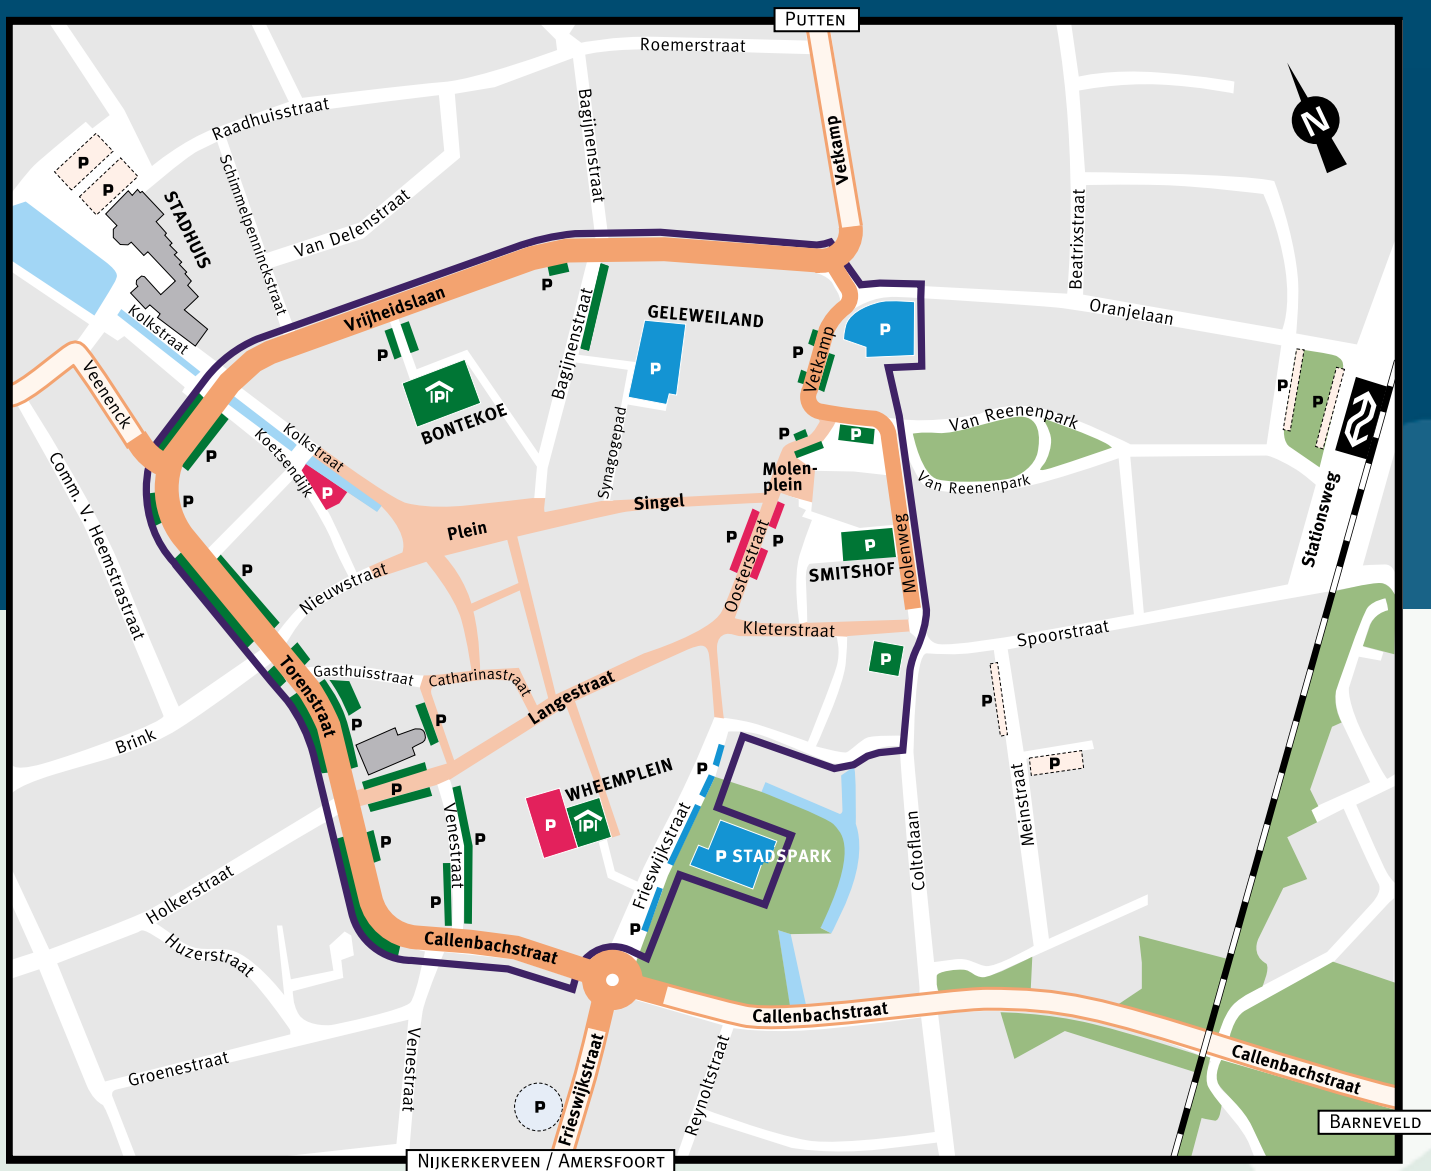 PUTTEN
Roemerstraat
N
Raadhuisstraat
Bagijnenstraat
Vetkamp
P
P
STADHUIS
Schimmelpenninckstraat
Van Delenstraat
Beatrixstraat
Oranjelaan
Kolkstraat
Vrijheidslaan
P
Bagijnenstraat
GELEWEILAND
P
P
P
P
Vetkamp
Veenenck
P
BONTEKOE
P
P
P
Synagogepad
Van Reenenpark
Van Reenenpark
Kolkstraat
Koetsendijk
P
P
P
P
Molen-
plein
P
Singel
Plein
Comm. V. Heemstrastraat
P
P
Oosterstraat
P
SMITSHOF
Molenweg
Stationsweg
P
Nieuwstraat
Kleterstraat
Spoorstraat
P
Gasthuisstraat
Catharinastraat
Torenstraat
Langestraat
P
P
P
Brink
P
P
Meinstraat
WHEEMPLEIN
P
P
P
Venestraat
P
P
Frieswijkstraat
P STADSPARK
Coltoflaan
P
P
Holkerstraat
Huzerstraat
Callenbachstraat
Callenbachstraat
Callenbachstraat
Groenestraat
Venestraat
P
Frieswijkstraat
Reynoltstraat
BARNEVELD
NIJKERKERVEEN / AMERSFOORT